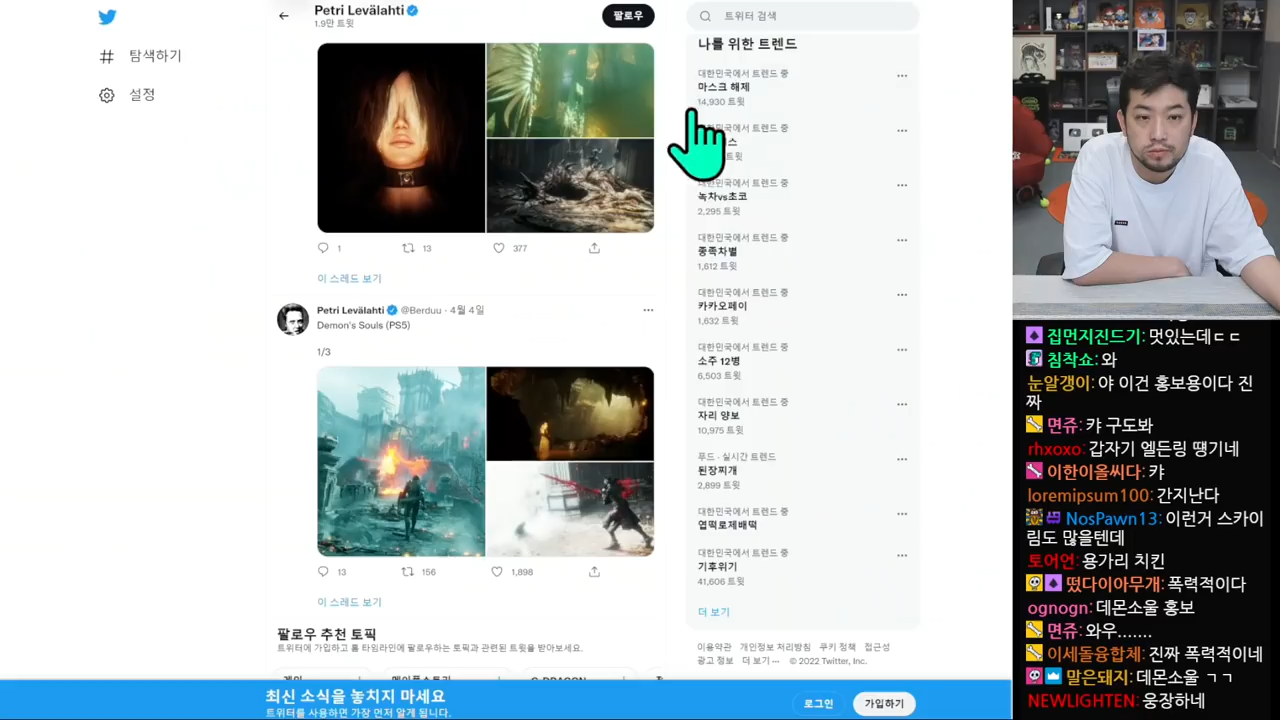 탐색하기
설정
Petri Levälahti
1.9만 트윗
팔로우
1
13
377
이 스레드 보기
Petri Levälahti @Berduu · 4월 4일
Demon's Souls (PS5)
1/3
13
156
1,898
이 스레드 보기
팔로우 추천 토픽
트위터에 가입하고 홈 타임라인에 팔로우하는 토픽과 관련된 트윗을 받아보세요.
트위터 검색
나를 위한 트렌드
대한민국에서 트렌드 중
마스크 해제
14,930 트윗
대한민국에서 트렌드 중
스
트윗
대한민국에서 트렌드 중
녹차vs초코
2,295 트윗
대한민국에서 트렌드 중
종족차별
1,612 트윗
대한민국에서 트렌드 중
카카오페이
1,632 트윗
대한민국에서 트렌드 중
소주 12병
6,503 트윗
대한민국에서 트렌드 중
자리 양보
10,975 트윗
푸드 · 실시간 트렌드
된장찌개
2,899 트윗
대한민국에서 트렌드 중
엽떡로제배떡
대한민국에서 트렌드 중
기후위기
41,606 트윗
더 보기
이용약관 개인정보 처리방침 쿠키 정책 접근성
광고 정보 더 보기 ··· © 2022 Twitter, Inc.
최신 소식을 놓치지 마세요
트위터를 사용하면 가장 먼저 알게 됩니다.
로그인
가입하기
집먼지진드기: 멋있는데ㄷㄷ
침착쇼: 와
눈알갱이: 야 이건 홍보용이다 진
짜
면쥬: 캬 구도봐
rhxoxo: 갑자기 엘든링 땡기네
이한이올씨다: 캬
loremipsum100: 간지난다
NosPawn13: 이런거 스카이
림도 많을텐데
토어언: 용가리 치킨
떴다이아무개: 폭력적이다
ognogn: 데몬소울 홍보
면쥬: 와우.......
이세돌융합체: 진짜 폭력적이네
말은돼지: 데몬소울 ㄱㄱ
NEWLIGHTEN: 웅장하네